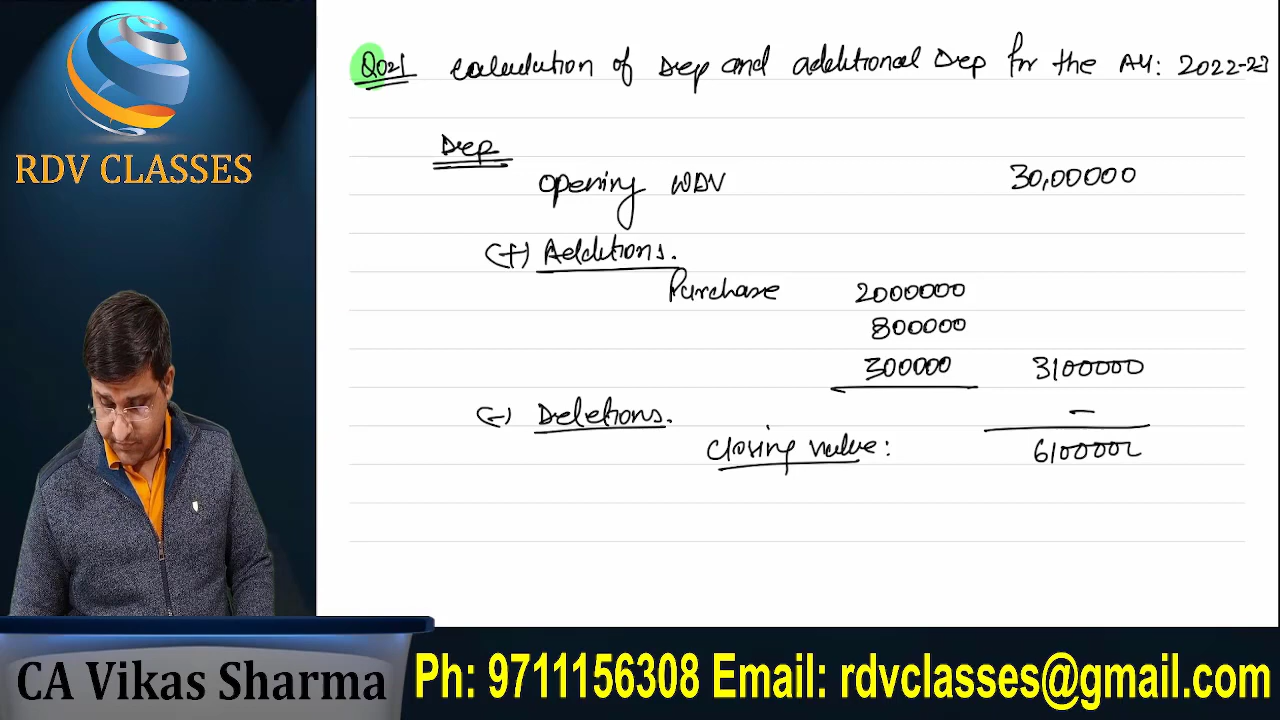 Q021 Calculation of Dep and additional Dep for the AY: 2022-23
Dep
opening WDV 30,00000
(+) Additions.
Purchase 2000000
800000
300000 3100000
(-) Deletions. -
closing value: 6100000
RDV CLASSES
CA Vikas Sharma
Ph: 9711156308 Email: rdvclasses@gmail.com